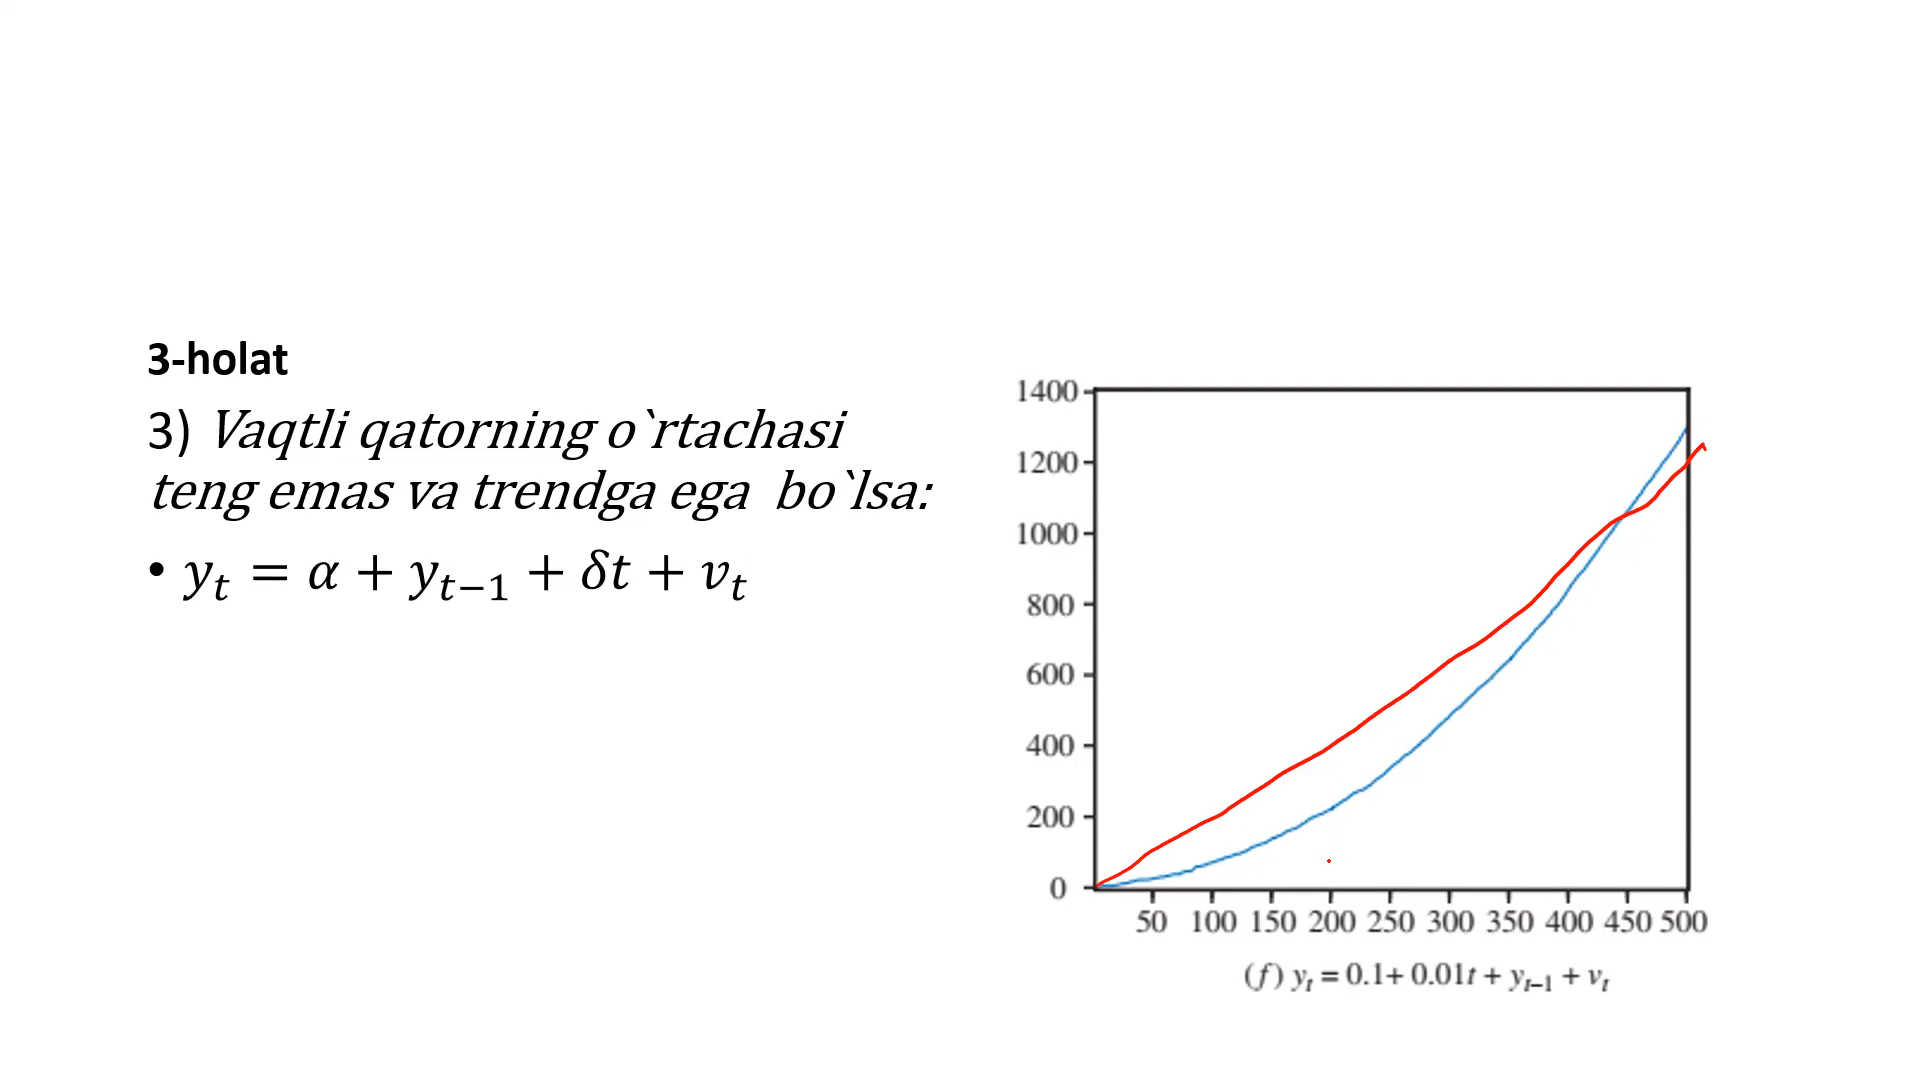 3-holat
3) Vaqtli qatorning o`rtachasi
teng emas va trendga ega bo`lsa:
• yₜ = α + yₜ₋₁ + δt + vₜ
1400
1200
1000
800
600
400
200
0
50 100 150 200 250 300 350 400 450 500
(f) yₜ = 0.1+ 0.01t + yₜ₋₁ + vₜ